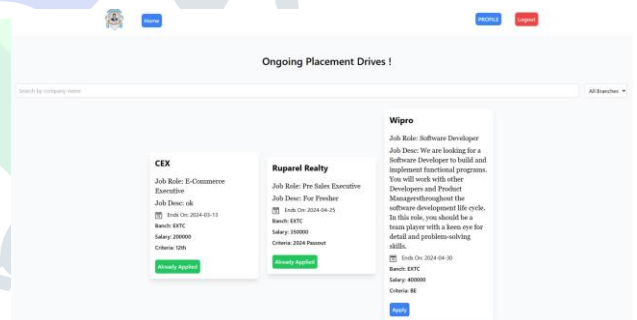 Home
PROFILE
Logout
Ongoing Placement Drives !
Search by company name
All Branches
CEX
Job Role: E-Commerce
Executive
Job Desc: ok
Ends On: 2024-03-13
Banch: EXTC
Salary: 200000
Criteria: 12th
Already Applied
Ruparel Realty
Job Role: Pre Sales Executive
Job Desc: For Fresher
Ends On: 2024-04-25
Banch: EXTC
Salary: 350000
Criteria: 2024 Passout
Already Applied
Wipro
Job Role: Software Developer
Job Desc: We are looking for a
Software Developer to build and
implement functional programs.
You will work with other
Developers and Product
Managersthroughout the
software development life cycle.
In this role, you should be a
team player with a keen eye for
detail and problem-solving
skills.
Ends On: 2024-04-30
Banch: EXTC
Salary: 400000
Criteria: BE
Apply